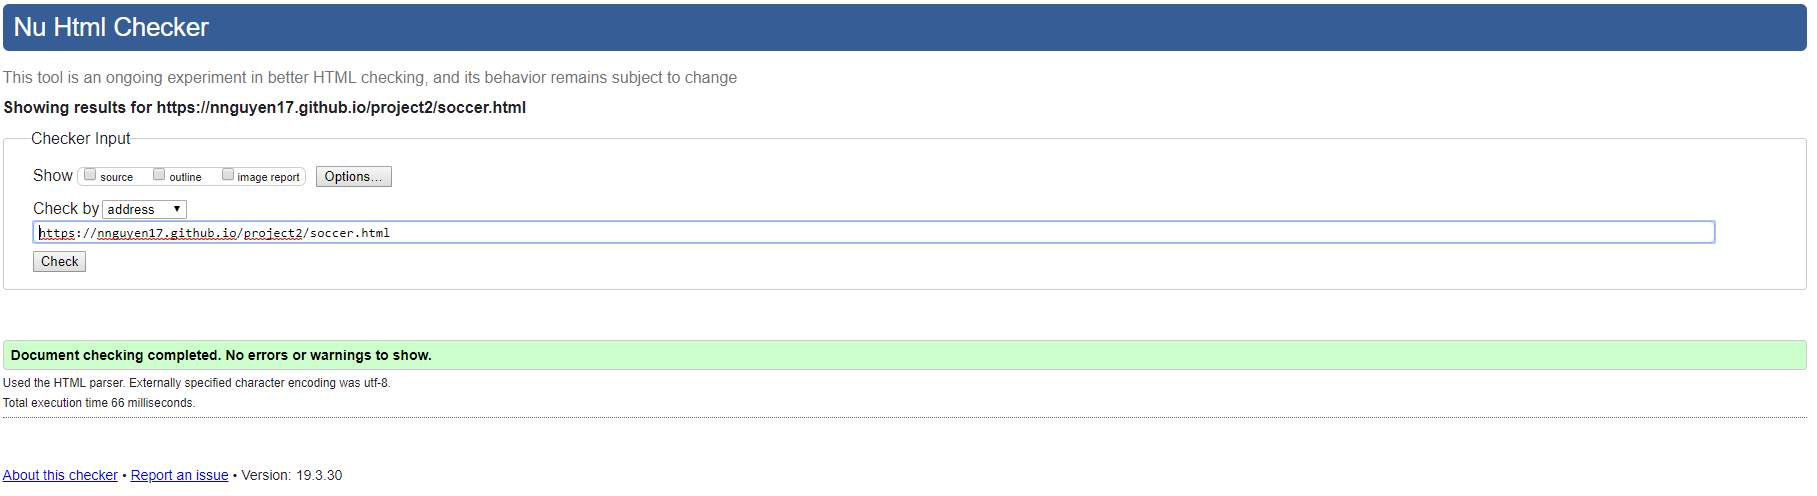 Nu Html Checker
This tool is an ongoing experiment in better HTML checking, and its behavior remains subject to change
Showing results for https://nnguyen17.github.io/project2/soccer.html
Checker Input
Show source outline image report Options...
Check by address
https://nnguyen17.github.io/project2/soccer.html
Check
Document checking completed. No errors or warnings to show.
Used the HTML parser. Externally specified character encoding was utf-8.
Total execution time 66 milliseconds.
About this checker • Report an issue • Version: 19.3.30